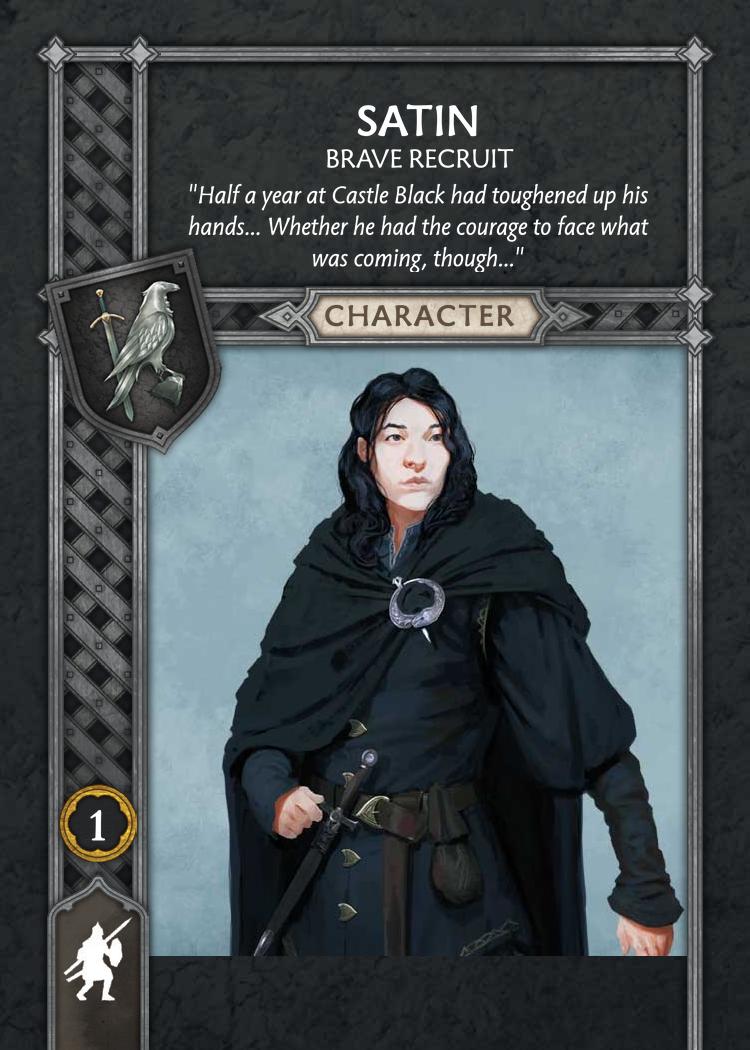 SATIN
BRAVE RECRUIT
"Half a year at Castle Black had toughened up his
hands... Whether he had the courage to face what
was coming, though..."
CHARACTER
1